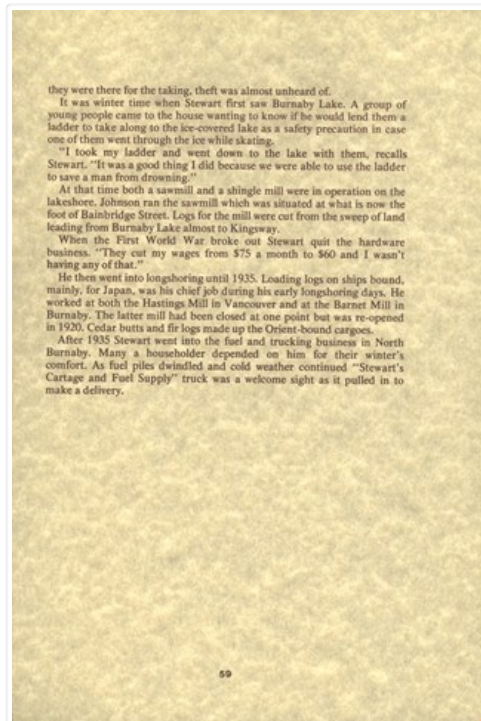 they were there for the taking, theft was almost unheard of.
It was winter time when Stewart first saw Burnaby Lake. A group of
young people came to the house wanting to know if he would lend them a
ladder to take along to the ice-covered lake as a safety precaution in case
one of them went through the ice while skating.
"I took my ladder and went down to the lake with them, recalls
Stewart. "It was a good thing I did because we were able to use the ladder
to save a man from drowning."
At that time both a sawmill and a shingle mill were in operation on the
lakeshore. Johnson ran the sawmill which was situated at what is now the
foot of Bainbridge Street. Logs for the mill were cut from the sweep of land
leading from Burnaby Lake almost to Kingsway.
When the First World War broke out Stewart quit the hardware
business. "They cut my wages from $75 a month to $60 and I wasn't
having any of that."
He then went into longshoring until 1935. Loading logs on ships bound,
mainly, for Japan, was his chief job during his early longshoring days. He
worked at both the Hastings Mill in Vancouver and at the Barnet Mill in
Burnaby. The latter mill had been closed at one point but was re-opened
in 1920. Cedar butts and fir logs made up the Orient-bound cargoes.
After 1935 Stewart went into the fuel and trucking business in North
Burnaby. Many a householder depended on him for their winter's
comfort. As fuel piles dwindled and cold weather continued "Stewart's
Cartage and Fuel Supply" truck was a welcome sight as it pulled in to
make a delivery.
59